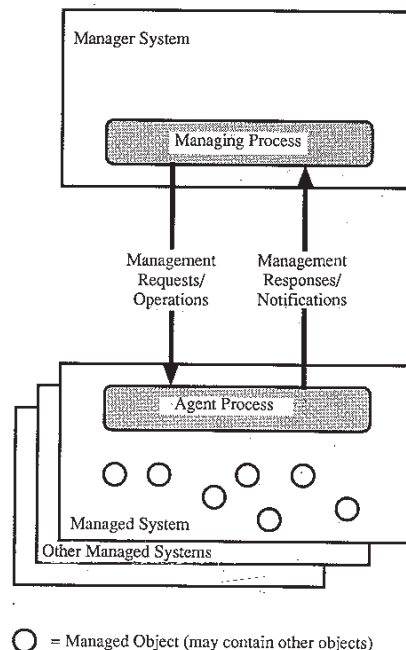 Manager System
Managing Process
Management
Requests/
Operations
Management
Responses/
Notifications
Agent Process
Managed System
Other Managed Systems
= Managed Object (may contain other objects)